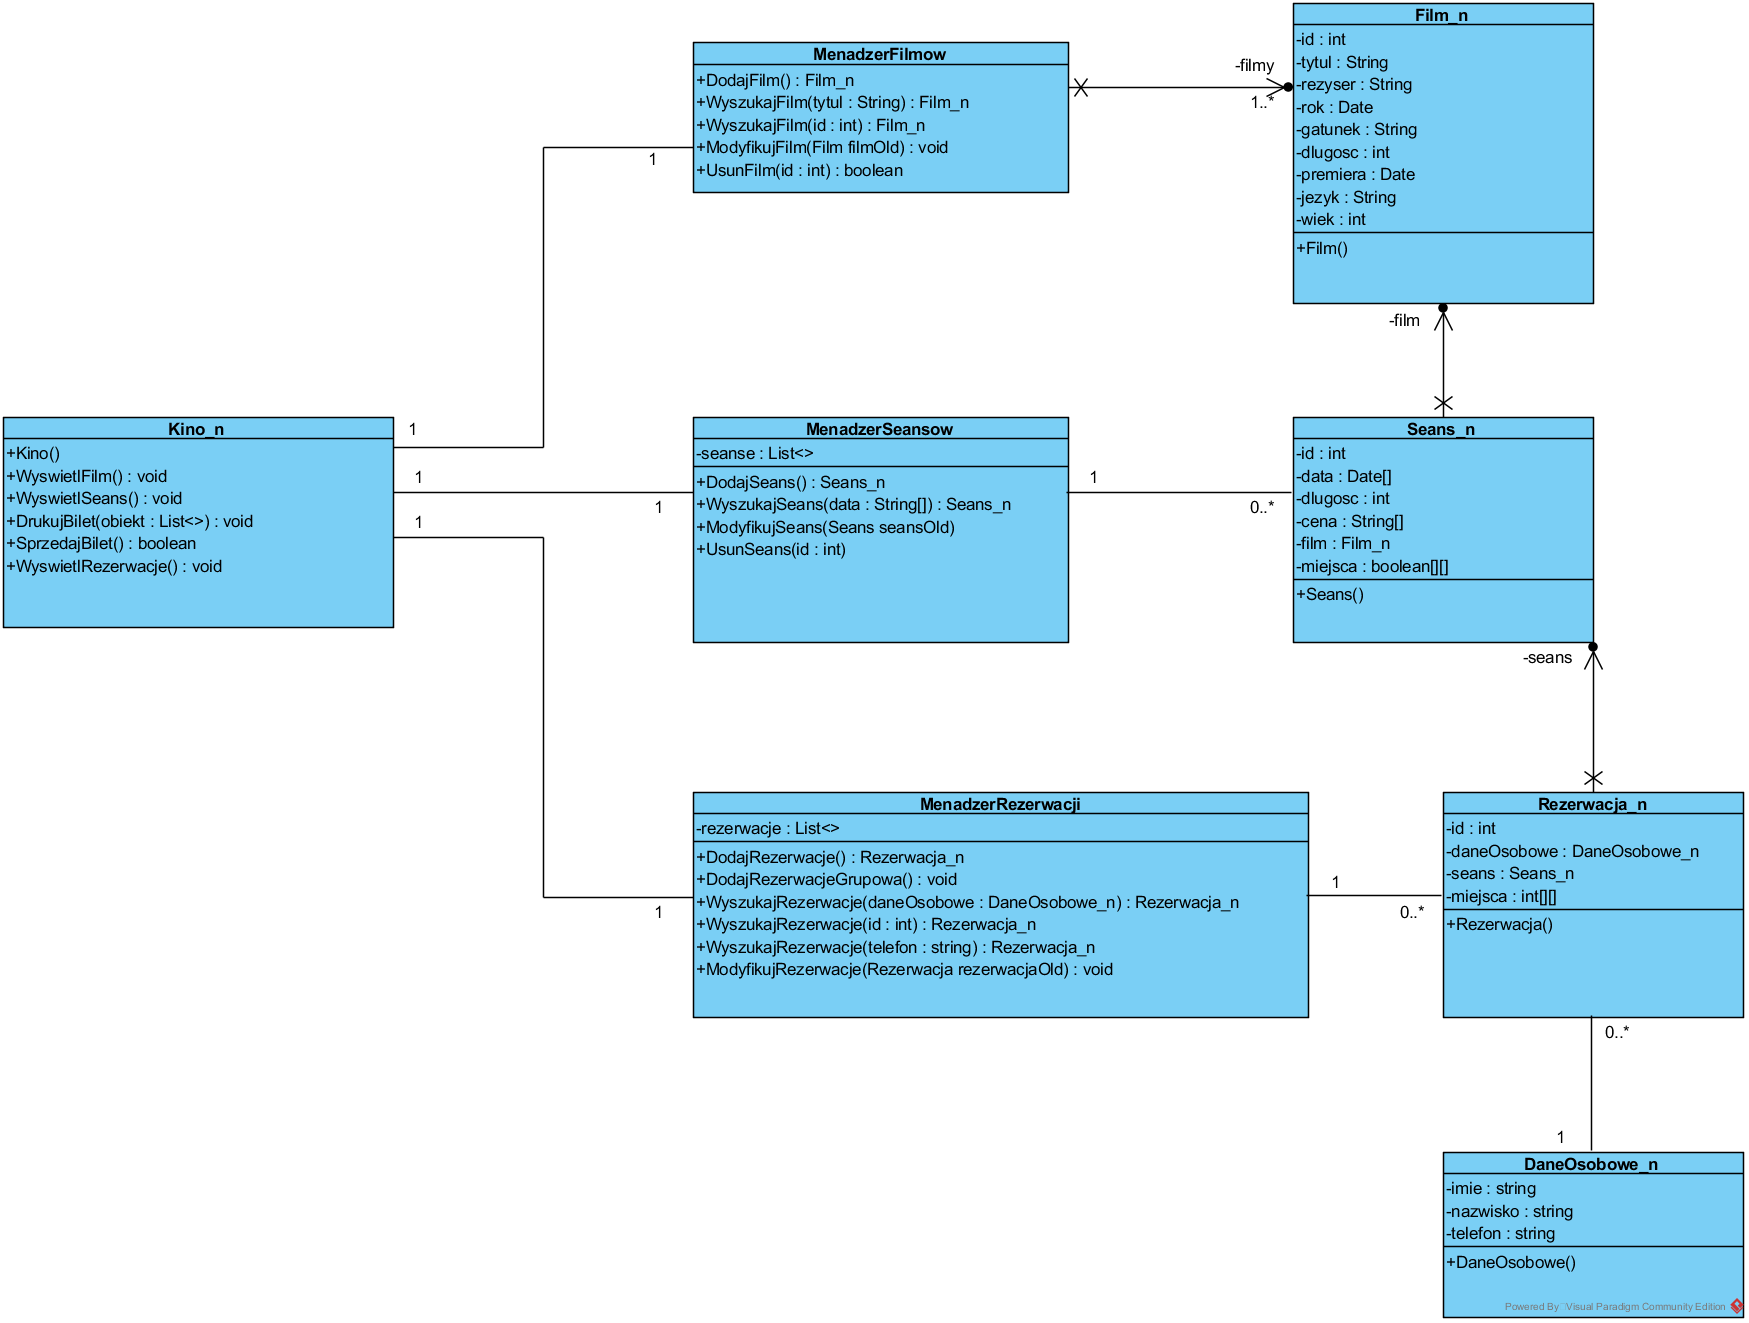 Film_n
-id : int
-tytul : String
-rezyser : String
-rok : Date
-gatunek : String
-dlugosc : int
-premiera : Date
-jezyk : String
-wiek : int
+Film()
MenadzerFilmow
+DodajFilm() : Film_n
+WyszukajFilm(tytul : String) : Film_n
+WyszukajFilm(id : int) : Film_n
+ModyfikujFilm(Film filmOld) : void
+UsunFilm(id : int) : boolean
-filmy
1..*
1
1
-film
Kino_n
+Kino()
+WyswietlFilm() : void
+WyswietlSeans() : void
+DrukujBilet(obiekt : List<>) : void
+SprzedajBilet() : boolean
+WyswietlRezerwacje() : void
1
1
1
MenadzerSeansow
-seanse : List<>
+DodajSeans() : Seans_n
+WyszukajSeans(data : String[]) : Seans_n
+ModyfikujSeans(Seans seansOld)
+UsunSeans(id : int)
1
0..*
Seans_n
-id : int
-data : Date[]
-dlugosc : int
-cena : String[]
-film : Film_n
-miejsca : boolean[][]
+Seans()
-seans
MenadzerRezerwacji
-rezerwacje : List<>
+DodajRezerwacje() : Rezerwacja_n
+DodajRezerwacjeGrupowa() : void
+WyszukajRezerwacje(daneOsobowe : DaneOsobowe_n) : Rezerwacja_n
+WyszukajRezerwacje(id : int) : Rezerwacja_n
+WyszukajRezerwacje(telefon : string) : Rezerwacja_n
+ModyfikujRezerwacje(Rezerwacja rezerwacjaOld) : void
1
1
0..*
Rezerwacja_n
-id : int
-daneOsobowe : DaneOsobowe_n
-seans : Seans_n
-miejsca : int[][]
+Rezerwacja()
0..*
1
DaneOsobowe_n
-imie : string
-nazwisko : string
-telefon : string
+DaneOsobowe()
Powered By Visual Paradigm Community Edition